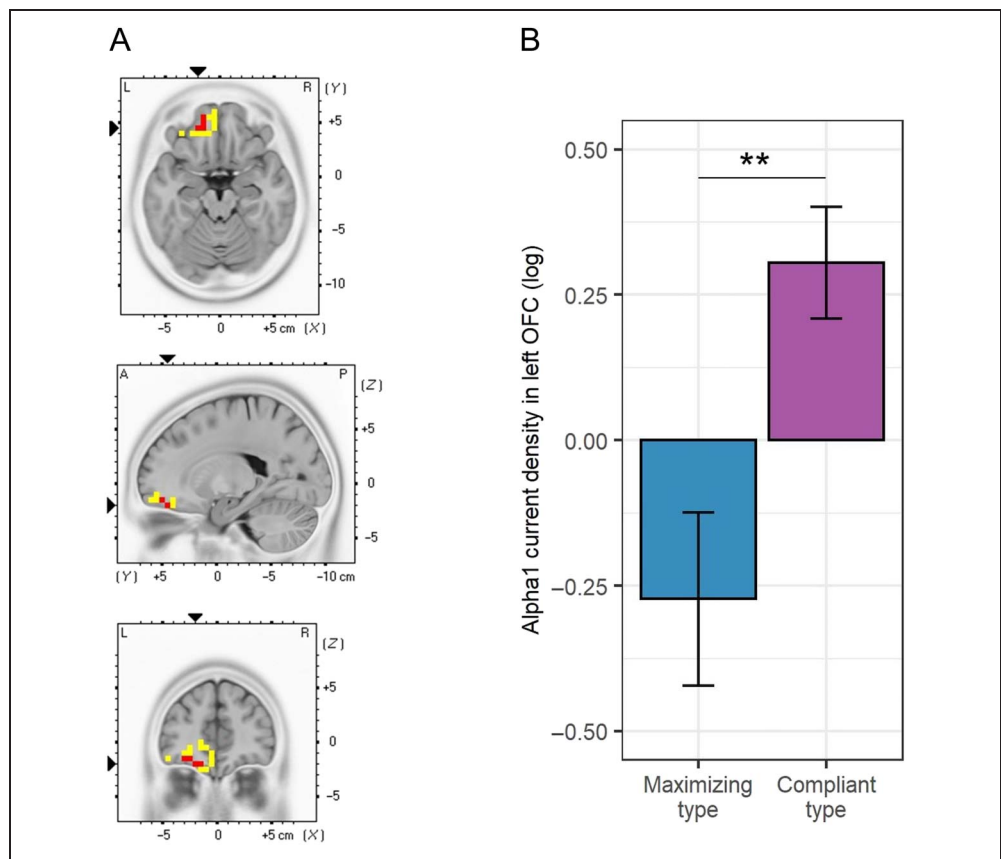 A
L R (Y)
+5
0
−5
−10
−5 0 +5 cm (X)
A P (Z)
+5
0
−5
(Y) +5 0 −5 −10 cm
L R (Z)
+5
0
−5
−5 0 +5 cm (X)
B
Alpha1 current density in left OFC (log)
0.50
0.25
0.00
−0.25
−0.50
**
Maximizing
type
Compliant
type